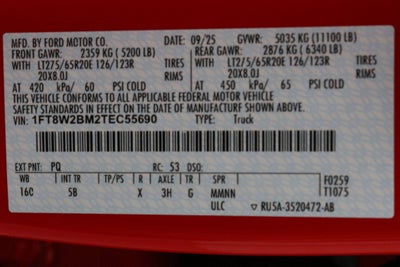 MFD. BY FORD MOTOR CO. 09/25 GVWR: 5035 KG (11100 LB)
FRONT GAWR: 2359 KG ( 5200 LB) REAR GAWR: 2876 KG ( 6340 LB)
LT275/65R20E 126/123R TIRES LT275/65R20E 126/123R TIRES
20X8.0J RIMS 20X8.0J RIMS
AT 420 kPa/ 60 PSI COLD AT 450 kPa/ 65 PSI COLD
THIS VEHICLE CONFORMS TO ALL APPLICABLE FEDERAL MOTOR VEHICLE
SAFETY STANDARDS IN EFFECT ON THE DATE OF MANUFACTURE SHOWN ABOVE.
VIN: 1FT8W2BM2TEC55690 TYPE: Truck
EXT PNT: PQ RC: 53 DSO: F0259
WB INT TR TP/PS R AXLE TR SPR T1075
160 SB X 3H G MMNN
ULC RU5A-3520472-AB